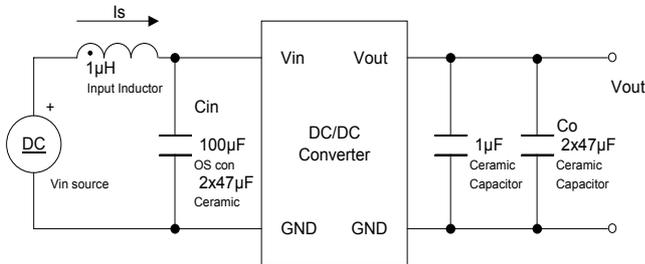 Is
1µH
Input Inductor
+
DC
Vin source
Cin
100µF
OS con
2x47µF
Ceramic
Vin
Vout
DC/DC
Converter
GND
GND
1µF
Ceramic
Capacitor
Co
2x47µF
Ceramic
Capacitor
Vout